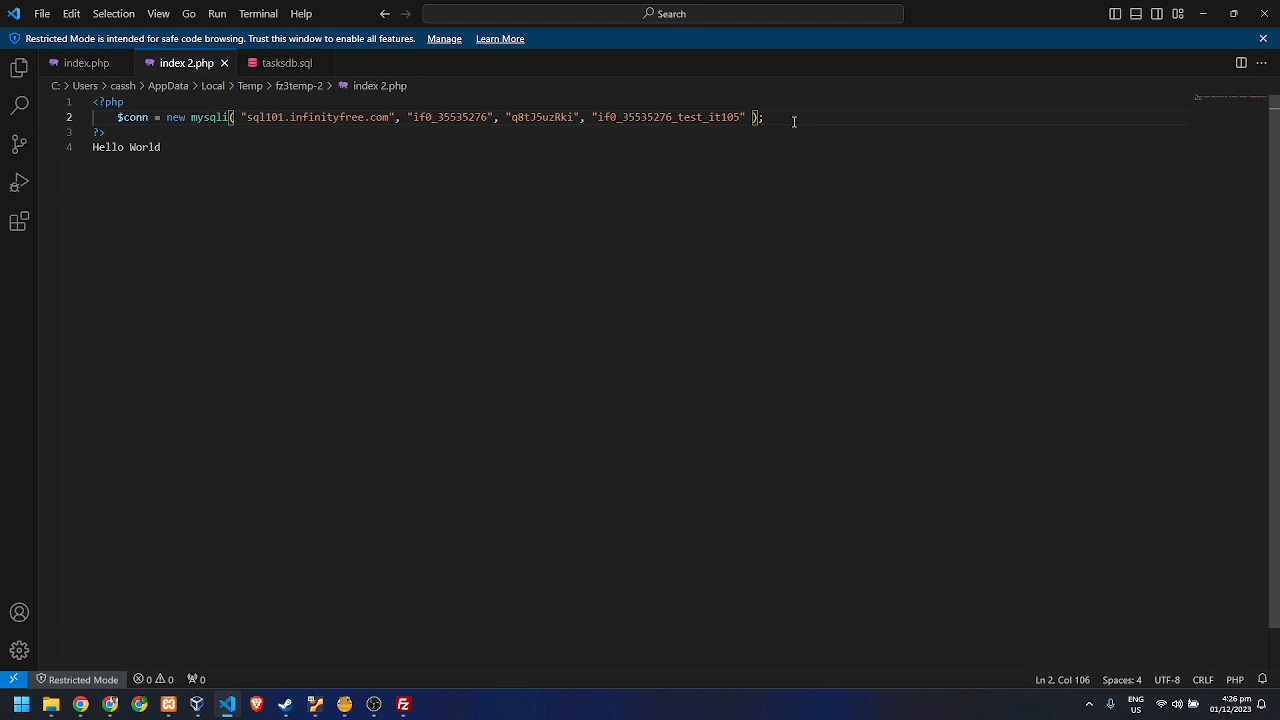 File Edit Selection View Go Run Terminal Help Search
Restricted Mode is intended for safe code browsing. Trust this window to enable all features. Manage Learn More
index.php index 2.php tasksdb.sql
C: > Users > cassh > AppData > Local > Temp > fz3temp-2 > index 2.php
1 <?php
2 $conn = new mysqli( "sql101.infinityfree.com", "if0_35535276", "q8tJ5uzRki", "if0_35535276_test_it105" );
3 ?>
4 Hello World
Restricted Mode 0 0 0 Ln 2, Col 106 Spaces: 4 UTF-8 CRLF PHP
ENG 4:26 pm
US 01/12/2023